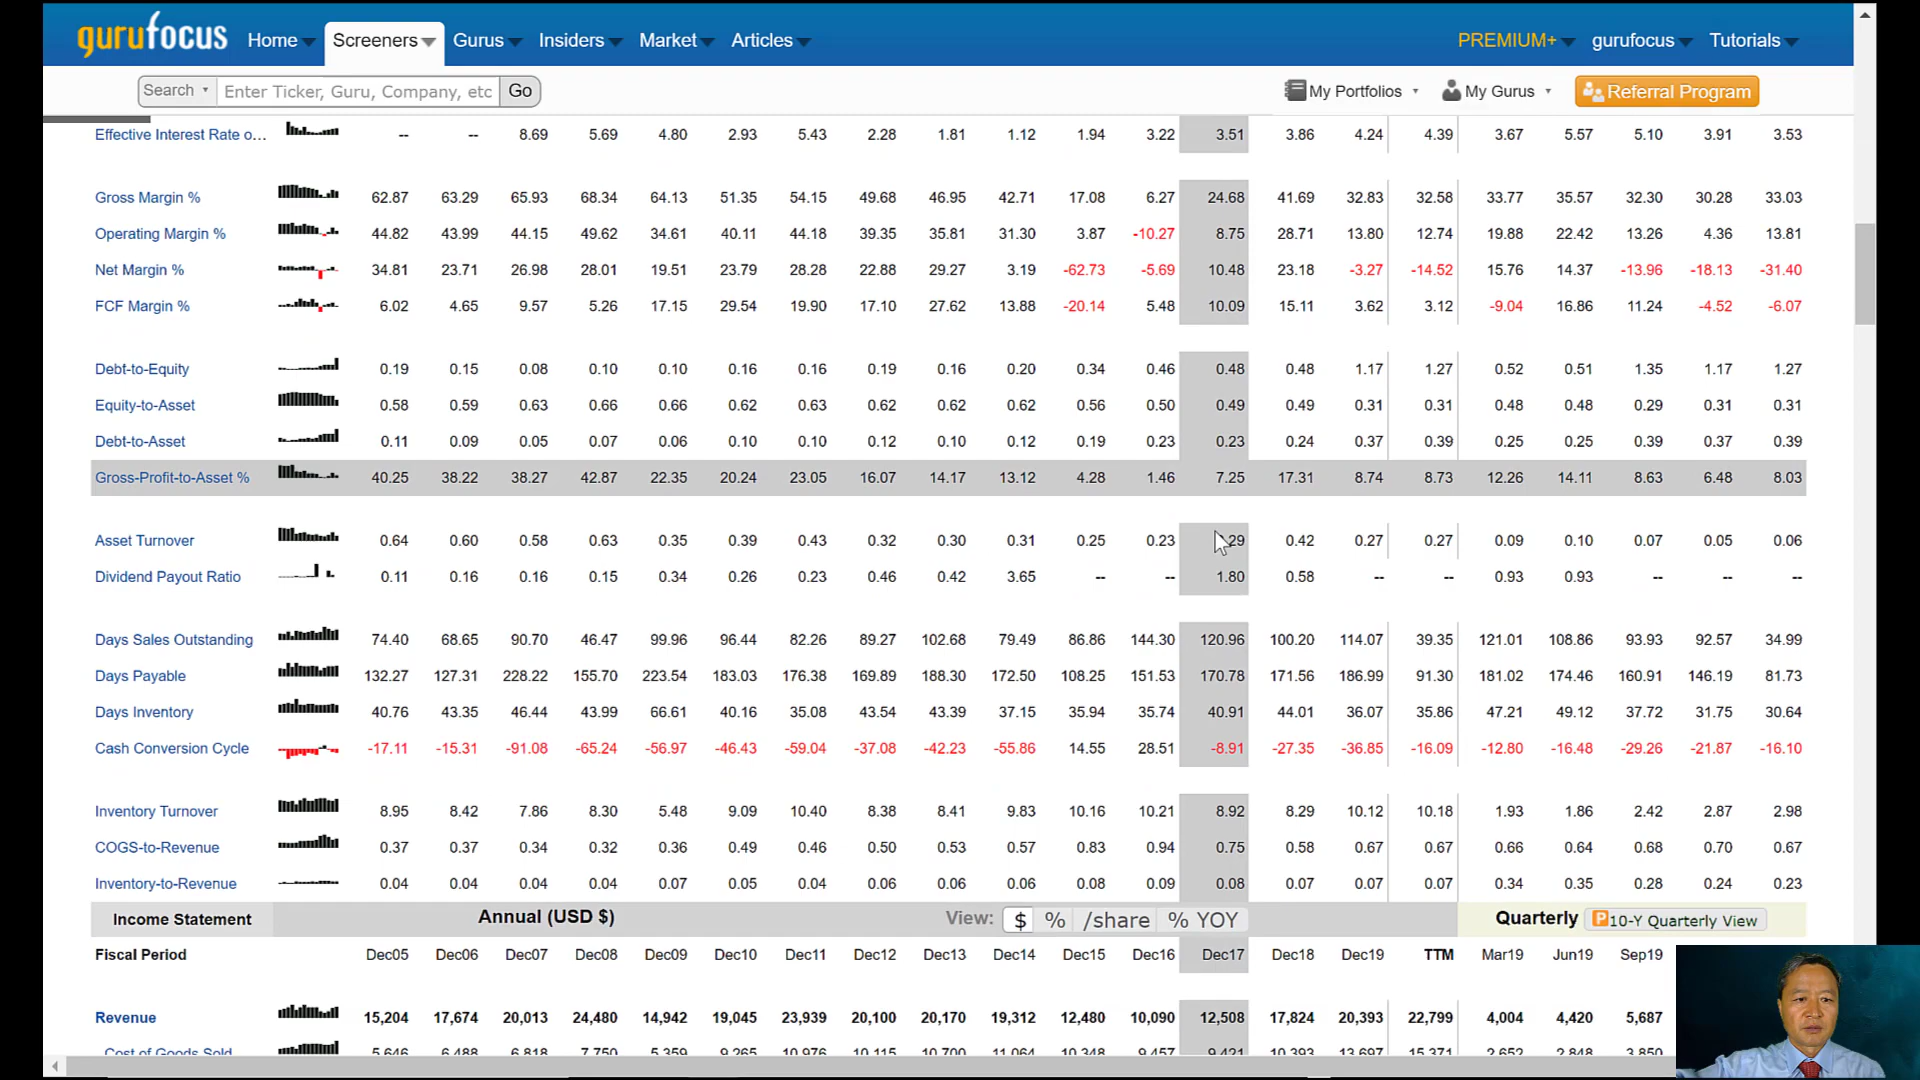 gurufocus Home Screeners Gurus Insiders Market Articles PREMIUM+ gurufocus Tutorials
Search Enter Ticker, Guru, Company, etc Go My Portfolios My Gurus Referral Program
Effective Interest Rate o... -- -- 8.69 5.69 4.80 2.93 5.43 2.28 1.81 1.12 1.94 3.22 3.51 3.86 4.24 4.39 3.67 5.57 5.10 3.91 3.53
Gross Margin % 62.87 63.29 65.93 68.34 64.13 51.35 54.15 49.68 46.95 42.71 17.08 6.27 24.68 41.69 32.83 32.58 33.77 35.57 32.30 30.28 33.03
Operating Margin % 44.82 43.99 44.15 49.62 34.61 40.11 44.18 39.35 35.81 31.30 3.87 -10.27 8.75 28.71 13.80 12.74 19.88 22.42 13.26 4.36 13.81
Net Margin % 34.81 23.71 26.98 28.01 19.51 23.79 28.28 22.88 29.27 3.19 -62.73 -5.69 10.48 23.18 -3.27 -14.52 15.76 14.37 -13.96 -18.13 -31.40
FCF Margin % 6.02 4.65 9.57 5.26 17.15 29.54 19.90 17.10 27.62 13.88 -20.14 5.48 10.09 15.11 3.62 3.12 -9.04 16.86 11.24 -4.52 -6.07
Debt-to-Equity 0.19 0.15 0.08 0.10 0.10 0.16 0.16 0.19 0.16 0.20 0.34 0.46 0.48 0.48 1.17 1.27 0.52 0.51 1.35 1.17 1.27
Equity-to-Asset 0.58 0.59 0.63 0.66 0.66 0.62 0.63 0.62 0.62 0.62 0.56 0.50 0.49 0.49 0.31 0.31 0.48 0.48 0.29 0.31 0.31
Debt-to-Asset 0.11 0.09 0.05 0.07 0.06 0.10 0.10 0.12 0.10 0.12 0.19 0.23 0.23 0.24 0.37 0.39 0.25 0.25 0.39 0.37 0.39
Gross-Profit-to-Asset % 40.25 38.22 38.27 42.87 22.35 20.24 23.05 16.07 14.17 13.12 4.28 1.46 7.25 17.31 8.74 8.73 12.26 14.11 8.63 6.48 8.03
Asset Turnover 0.64 0.60 0.58 0.63 0.35 0.39 0.43 0.32 0.30 0.31 0.25 0.23 29 0.42 0.27 0.27 0.09 0.10 0.07 0.05 0.06
Dividend Payout Ratio 0.11 0.16 0.16 0.15 0.34 0.26 0.23 0.46 0.42 3.65 -- -- 1.80 0.58 -- -- 0.93 0.93 -- -- --
Days Sales Outstanding 74.40 68.65 90.70 46.47 99.96 96.44 82.26 89.27 102.68 79.49 86.86 144.30 120.96 100.20 114.07 39.35 121.01 108.86 93.93 92.57 34.99
Days Payable 132.27 127.31 228.22 155.70 223.54 183.03 176.38 169.89 188.30 172.50 108.25 151.53 170.78 171.56 186.99 91.30 181.02 174.46 160.91 146.19 81.73
Days Inventory 40.76 43.35 46.44 43.99 66.61 40.16 35.08 43.54 43.39 37.15 35.94 35.74 40.91 44.01 36.07 35.86 47.21 49.12 37.72 31.75 30.64
Cash Conversion Cycle -17.11 -15.31 -91.08 -65.24 -56.97 -46.43 -59.04 -37.08 -42.23 -55.86 14.55 28.51 -8.91 -27.35 -36.85 -16.09 -12.80 -16.48 -29.26 -21.87 -16.10
Inventory Turnover 8.95 8.42 7.86 8.30 5.48 9.09 10.40 8.38 8.41 9.83 10.16 10.21 8.92 8.29 10.12 10.18 1.93 1.86 2.42 2.87 2.98
COGS-to-Revenue 0.37 0.37 0.34 0.32 0.36 0.49 0.46 0.50 0.53 0.57 0.83 0.94 0.75 0.58 0.67 0.67 0.66 0.64 0.68 0.70 0.67
Inventory-to-Revenue 0.04 0.04 0.04 0.04 0.07 0.05 0.04 0.06 0.06 0.06 0.08 0.09 0.08 0.07 0.07 0.07 0.34 0.35 0.28 0.24 0.23
Income Statement Annual (USD $) View: $ % /share % YOY Quarterly P 10-Y Quarterly View
Fiscal Period Dec05 Dec06 Dec07 Dec08 Dec09 Dec10 Dec11 Dec12 Dec13 Dec14 Dec15 Dec16 Dec17 Dec18 Dec19 TTM Mar19 Jun19 Sep19
Revenue 15,204 17,674 20,013 24,480 14,942 19,045 23,939 20,100 20,170 19,312 12,480 10,090 12,508 17,824 20,393 22,799 4,004 4,420 5,687
Cost of Goods Sold 5,646 6,488 6,818 7,750 5,359 9,265 10,976 10,115 10,700 11,064 10,348 9,457 9,421 10,393 13,697 15,371 2,652 2,848 3,850